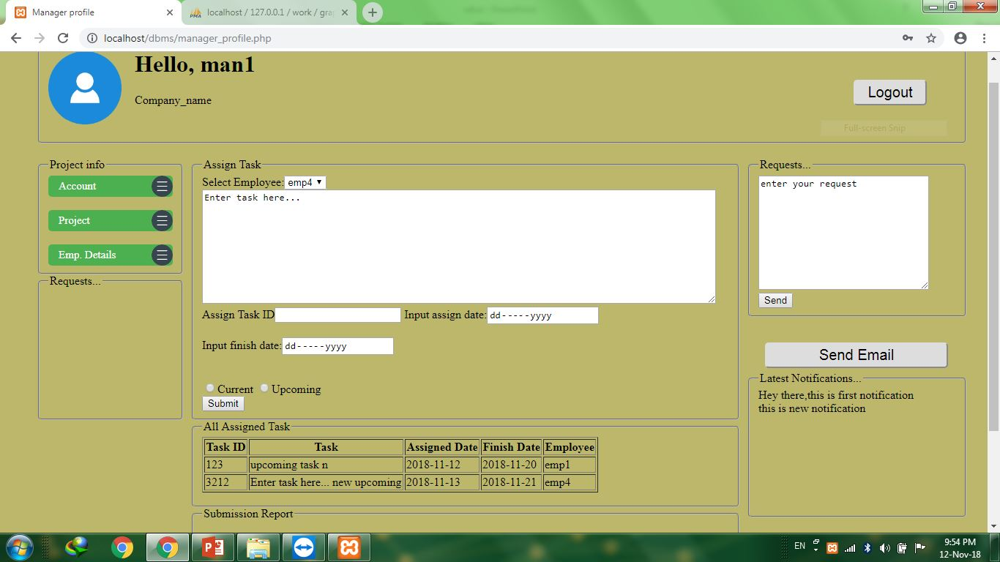 Manager profile
localhost / 127.0.0.1 / work / gra
PMA
localhost/dbms/manager_profile.php
Hello, man1
Company_name
Logout
Full-screen Snip
Project info
Account
Project
Emp. Details
Requests...
Assign Task
Select Employee: emp4
Enter task here...
Assign Task ID Input assign date: dd-----yyyy
Input finish date: dd-----yyyy
Current Upcoming
Submit
All Assigned Task
Task ID Task Assigned Date Finish Date Employee
123 upcoming task n 2018-11-12 2018-11-20 emp1
3212 Enter task here... new upcoming 2018-11-13 2018-11-21 emp4
Submission Report
Requests...
enter your request
Send
Send Email
Latest Notifications...
Hey there,this is first notification
this is new notification
EN
9:54 PM
12-Nov-18